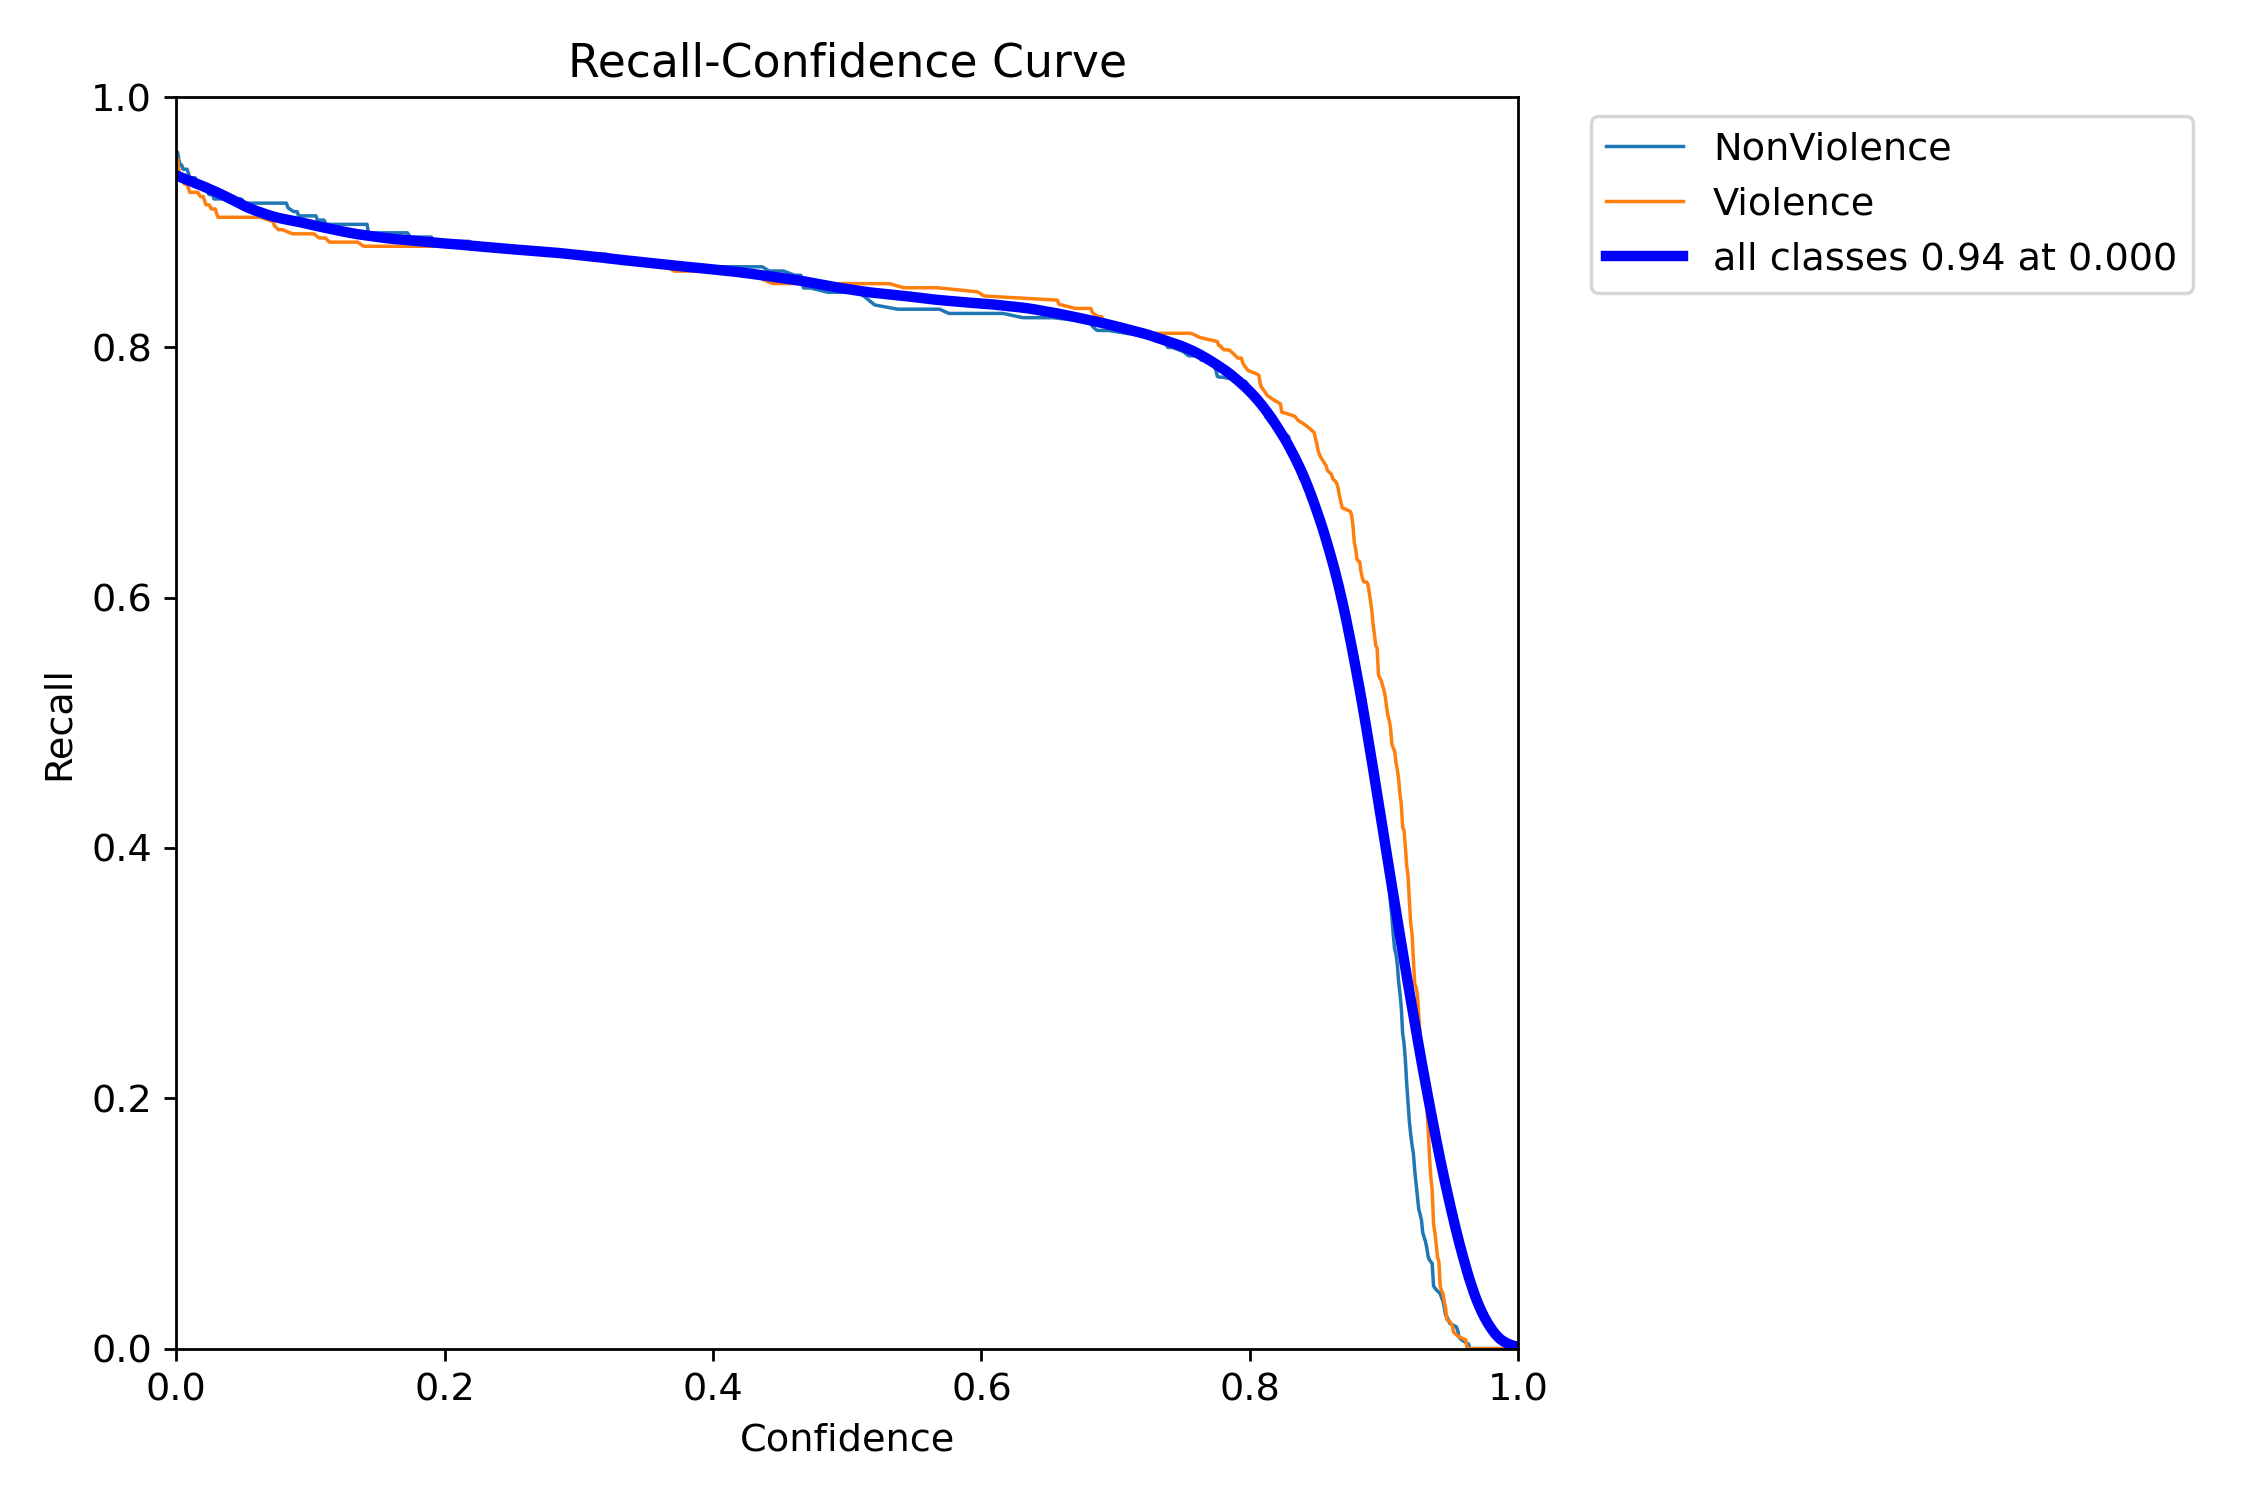 Recall-Confidence Curve
1.0
0.8
0.6
0.4
0.2
0.0
Recall
0.0 0.2 0.4 0.6 0.8 1.0
Confidence
NonViolence
Violence
all classes 0.94 at 0.000